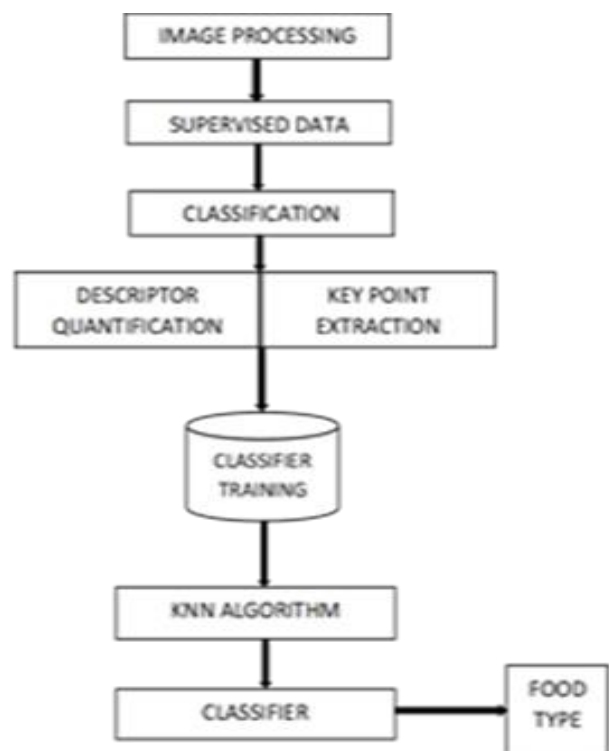 IMAGE PROCESSING
SUPERVISED DATA
CLASSIFICATION
DESCRIPTOR
QUANTIFICATION
KEY POINT
EXTRACTION
CLASSIFIER
TRAINING
KNN ALGORITHM
CLASSIFIER
FOOD
TYPE